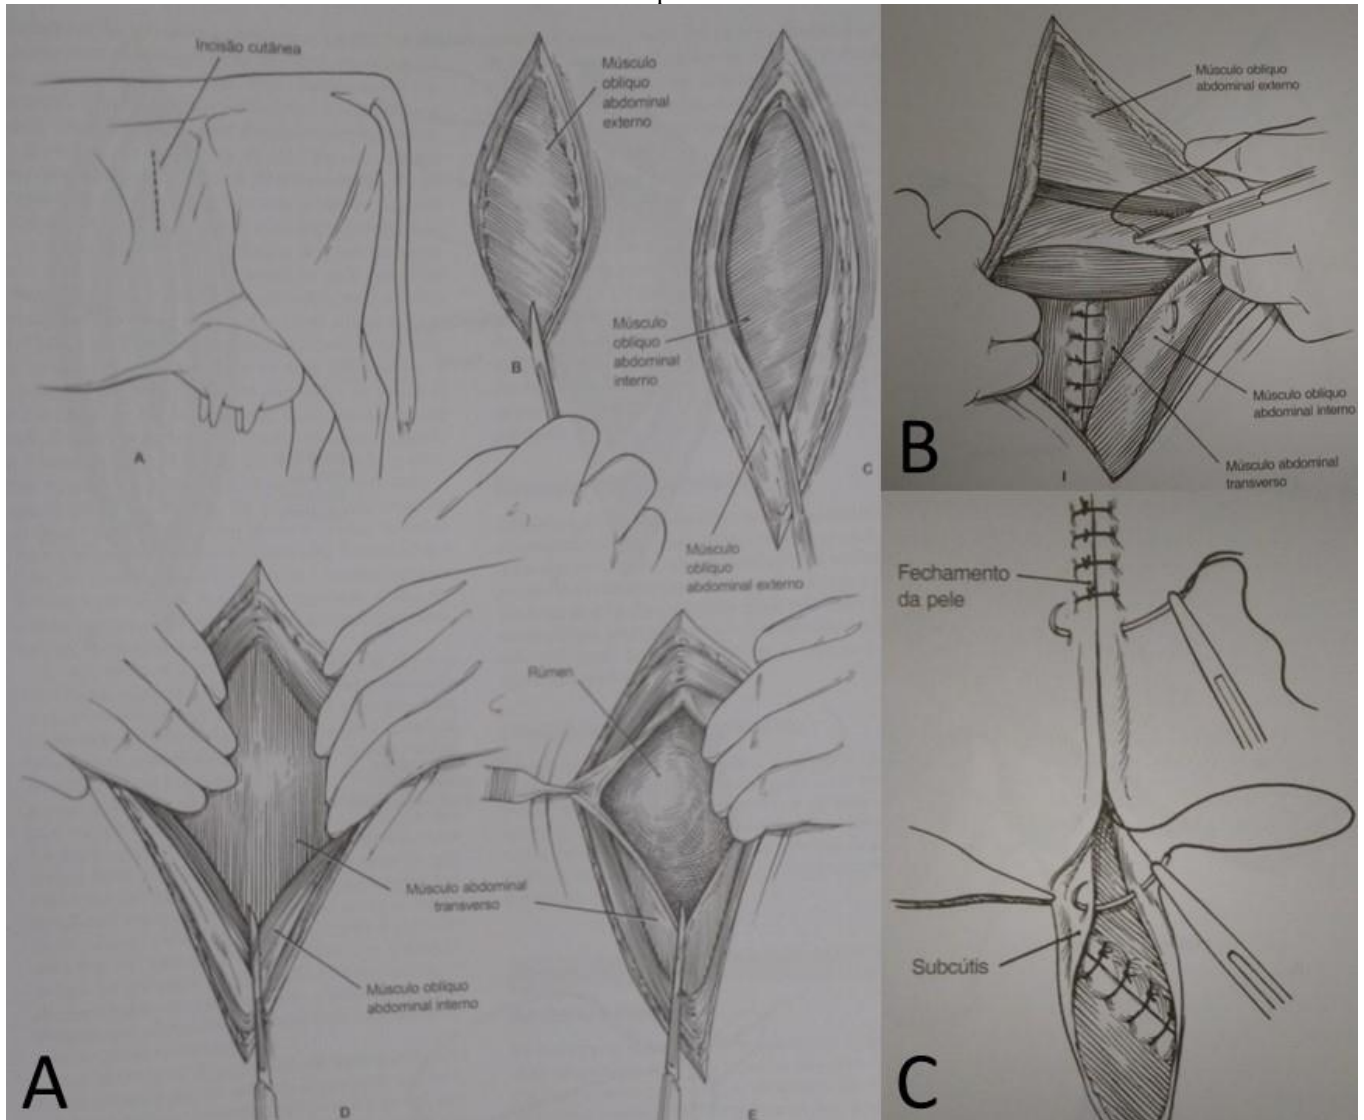 Incisão cutânea
A
Músculo
oblíquo
abdominal
externo
B
Músculo
oblíquo
abdominal
interno
C
Músculo
oblíquo
abdominal externo
Músculo abdominal
transverso
Músculo oblíquo
abdominal interno
D
Rúmen
E
A
Músculo oblíquo
abdominal externo
Músculo oblíquo
abdominal interno
Músculo abdominal
transverso
I
B
Fechamento
da pele
Subcútis
C